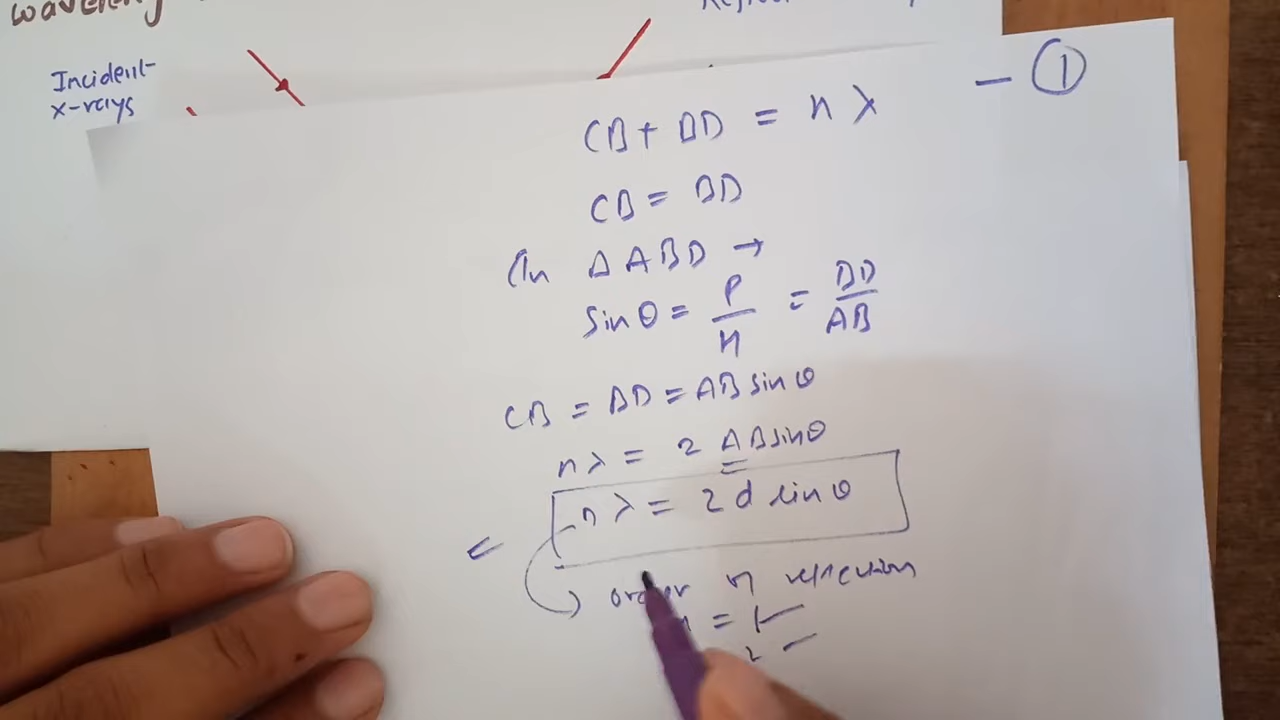 Incident-
x-rays
— ①
CB + BD = n λ
CB = BD
In Δ ABD →
sin θ = P/H = BD/AB
CB = BD = AB sin θ
n λ = 2 AB sin θ
n λ = 2 d sin θ
order of reflection
n = 1
2